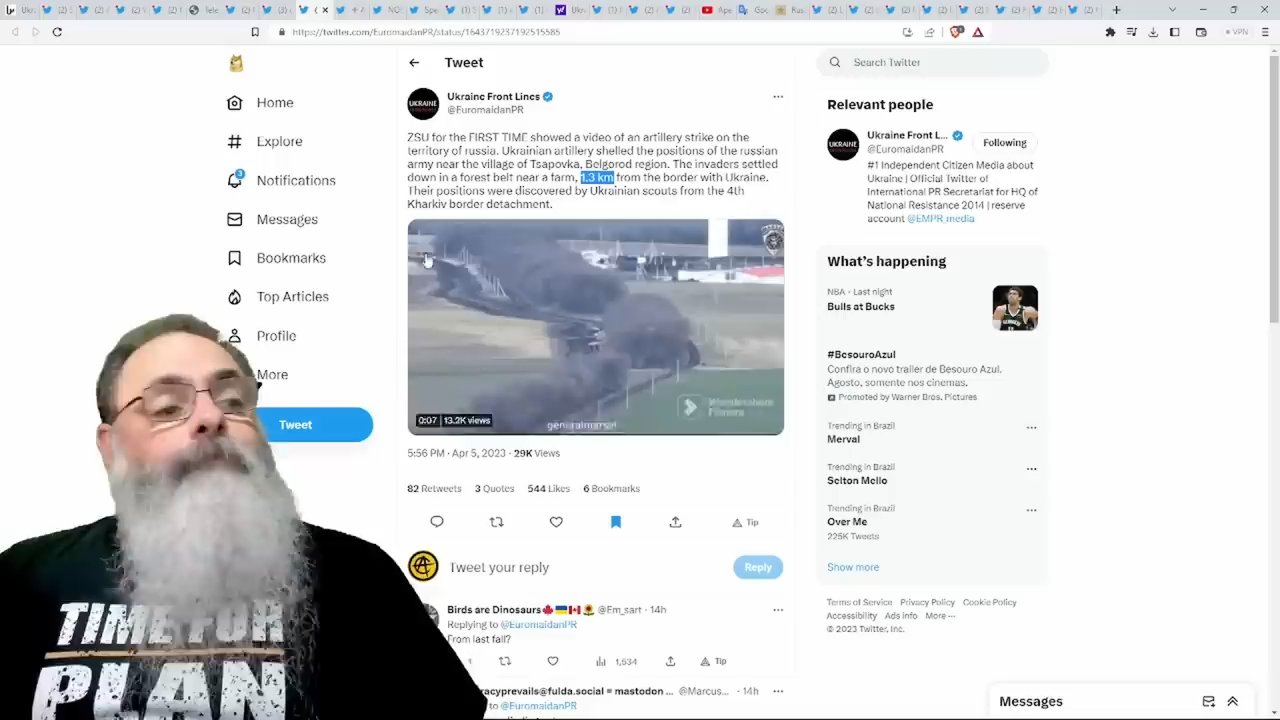 https://twitter.com/EuromaidanPR/status/1643719237192515585
Home
Explore
3
Notifications
Messages
Bookmarks
Top Articles
Profile
More
Tweet
Tweet
UKRAINE
Ukraine Front Lines
@EuromaidanPR
ZSU for the FIRST TIME showed a video of an artillery strike on the
territory of russia. Ukrainian artillery shelled the positions of the russian
army near the village of Tsapovka, Belgorod region. The invaders settled
down in a forest belt near a farm, 1.3 km from the border with Ukraine.
Their positions were discovered by Ukrainian scouts from the 4th
Kharkiv border detachment.
Wondershare
Filmora
0:07 13.2K views
5:56 PM · Apr 5, 2023 · 29K Views
82 Retweets 3 Quotes 544 Likes 6 Bookmarks
Tip
Tweet your reply
Reply
Birds are Dinosaurs @Em_sart · 14h
Replying to @EuromaidanPR
From last fall?
1,534
Tip
@Marcus... · 14h
@EuromaidanPR
Search Twitter
Relevant people
UKRAINE
Ukraine Front L...
@EuromaidanPR
Following
#1 Independent Citizen Media about
Ukraine | Official Twitter of
International PR Secretariat for HQ of
National Resistance 2014 | reserve
account @EMPR_media
What's happening
NBA · Last night
Bulls at Bucks
#BesouroAzul
Confira o novo trailer de Besouro Azul.
Agosto, somente nos cinemas.
Promoted by Warner Bros. Pictures
Trending in Brazil
Merval
Trending in Brazil
Selton Mello
Trending in Brazil
Over Me
225K Tweets
Show more
Terms of Service Privacy Policy Cookie Policy
Accessibility Ads info More ...
© 2023 Twitter, Inc.
Messages
VPN